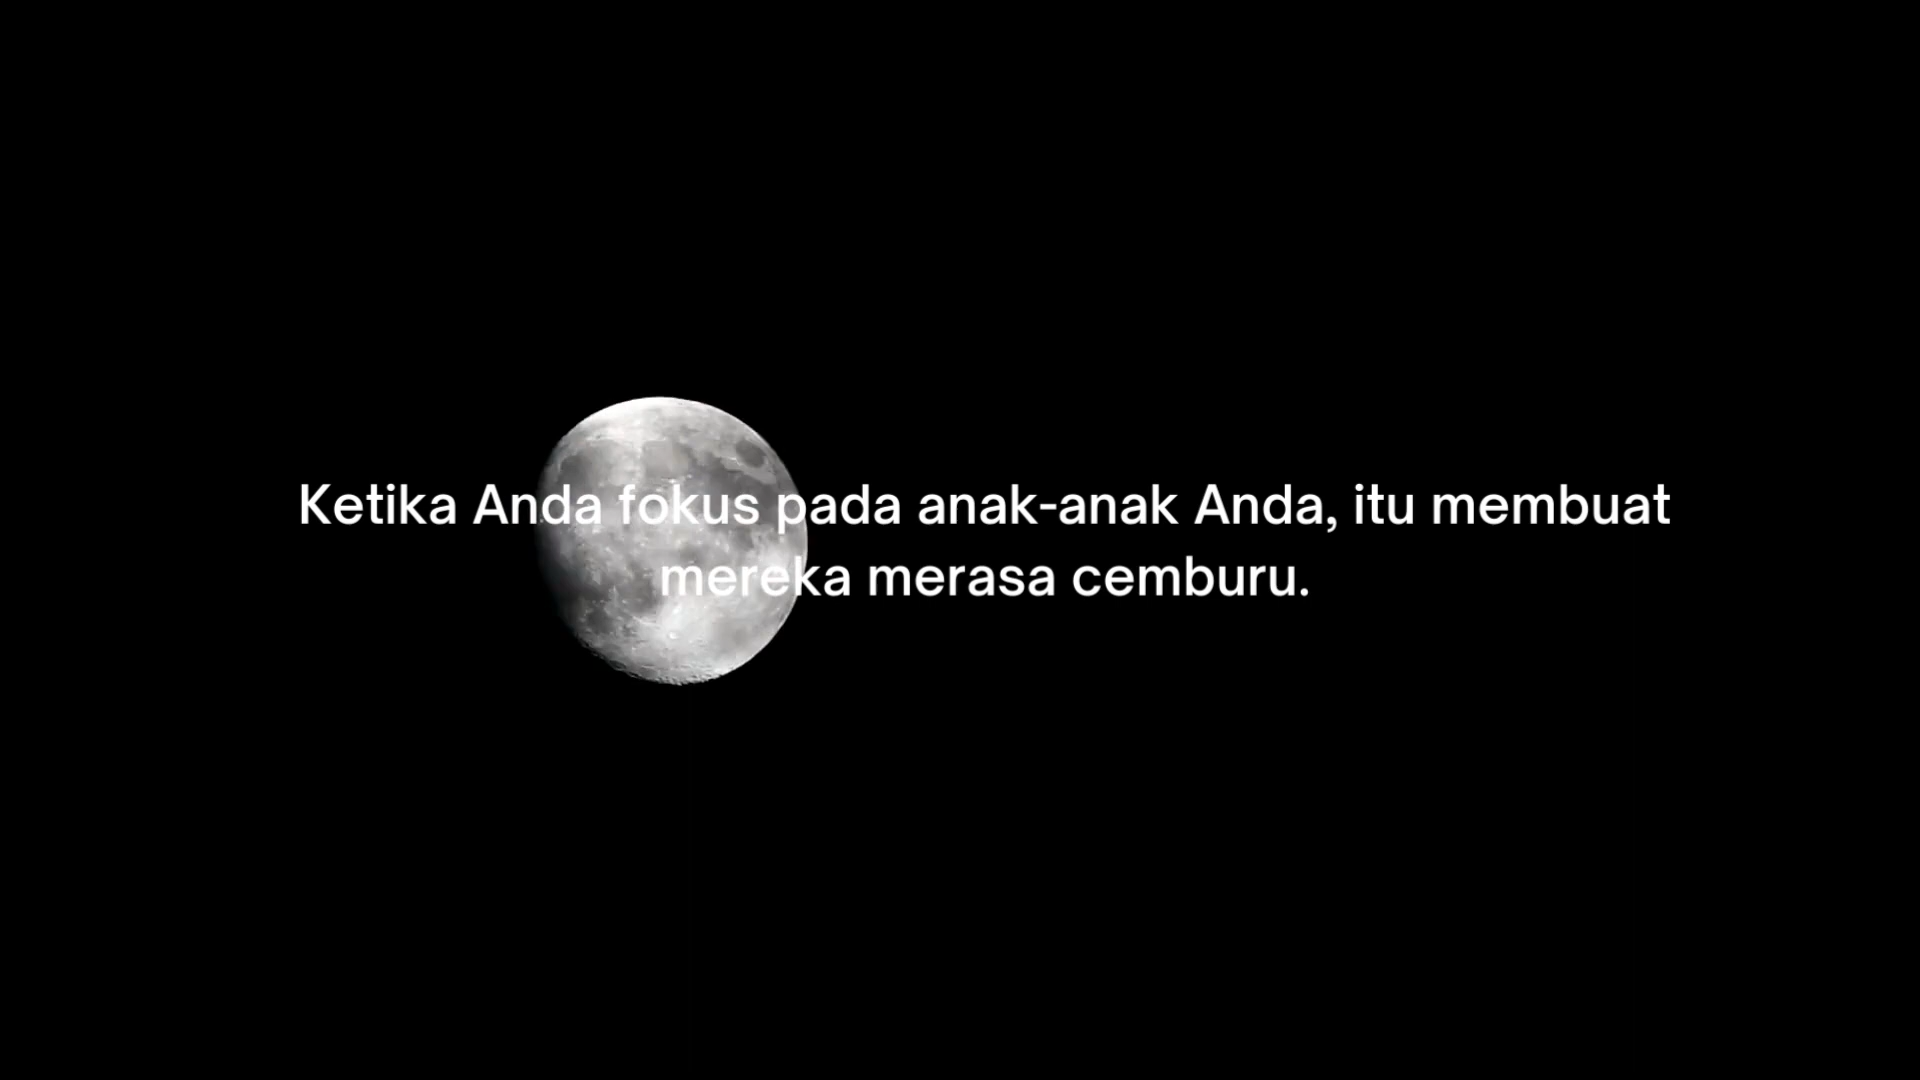 Ketika Anda fokus pada anak-anak Anda, itu membuat
mereka merasa cemburu.